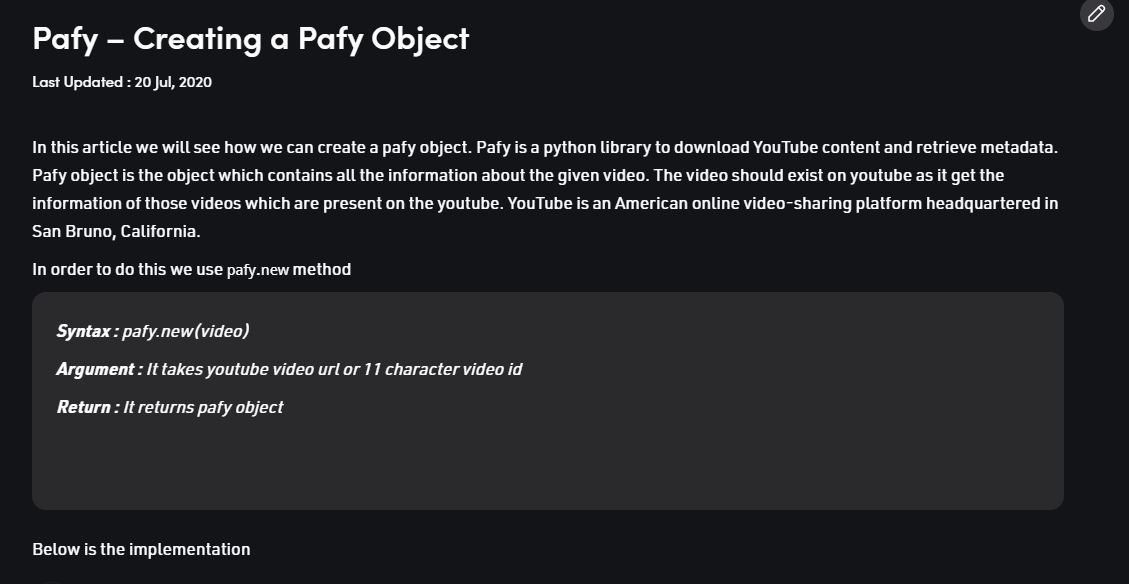 Pafy – Creating a Pafy Object
Last Updated : 20 Jul, 2020
In this article we will see how we can create a pafy object. Pafy is a python library to download YouTube content and retrieve metadata.
Pafy object is the object which contains all the information about the given video. The video should exist on youtube as it get the
information of those videos which are present on the youtube. YouTube is an American online video-sharing platform headquartered in
San Bruno, California.
In order to do this we use pafy.new method
Syntax : pafy.new(video)
Argument : It takes youtube video url or 11 character video id
Return : It returns pafy object
Below is the implementation